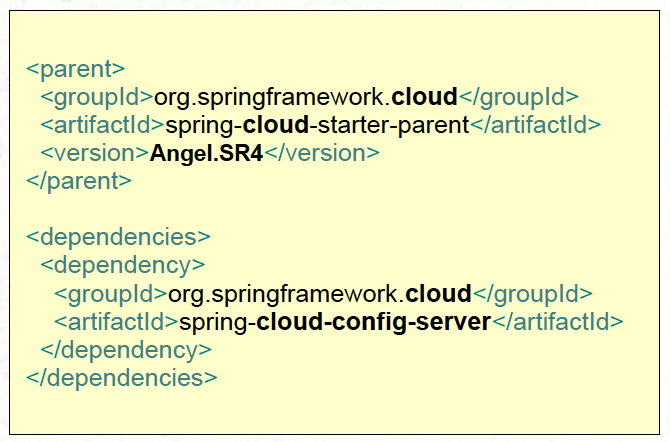 <parent>
<groupId>org.springframework.cloud</groupId>
<artifactId>spring-cloud-starter-parent</artifactId>
<version>Angel.SR4</version>
</parent>
<dependencies>
<dependency>
<groupId>org.springframework.cloud</groupId>
<artifactId>spring-cloud-config-server</artifactId>
</dependency>
</dependencies>